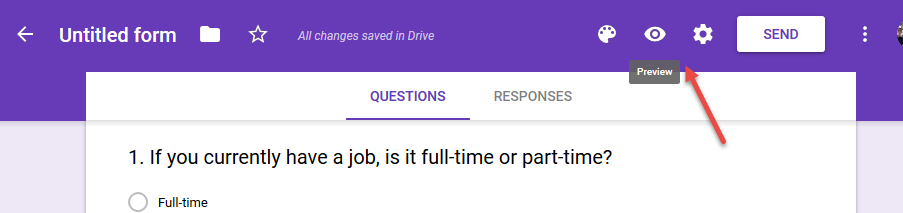 Untitled form All changes saved in Drive SEND
Preview
QUESTIONS RESPONSES
1. If you currently have a job, is it full-time or part-time?
Full-time